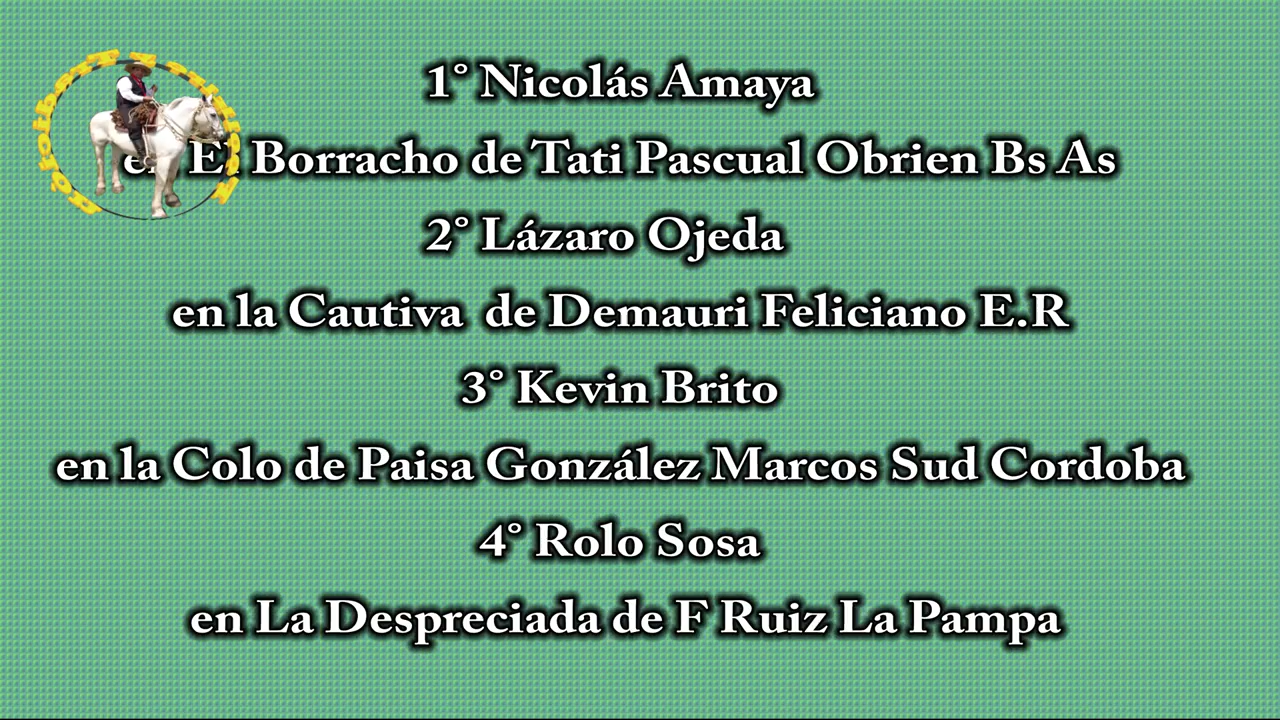 1° Nicolás Amaya
en El Borracho de Tati Pascual Obrien Bs As
2° Lázaro Ojeda
en la Cautiva de Demauri Feliciano E.R
3° Kevin Brito
en la Colo de Paisa González Marcos Sud Cordoba
4° Rolo Sosa
en La Despreciada de F Ruiz La Pampa